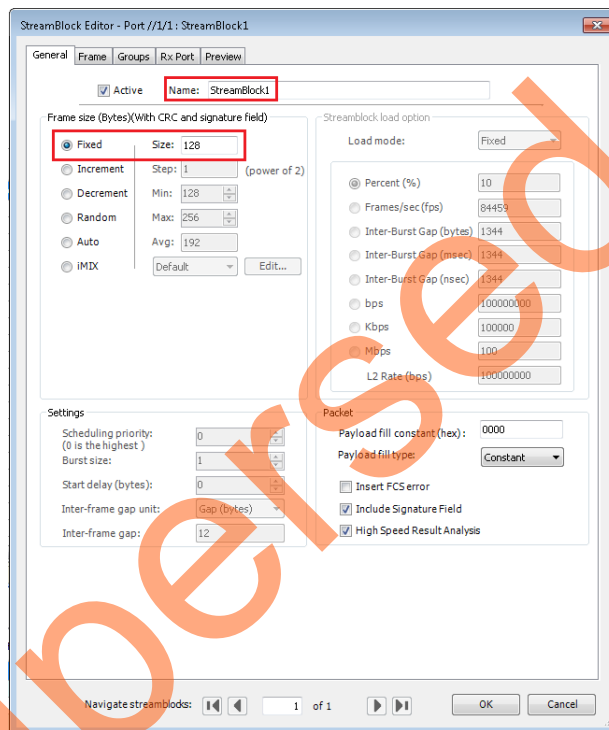 StreamBlock Editor - Port //1/1 : StreamBlock1
General Frame Groups Rx Port Preview
Active Name: StreamBlock1
Frame size (Bytes)(With CRC and signature field)
Fixed Size: 128
Increment Step: 1 (power of 2)
Decrement Min: 128
Random Max: 256
Auto Avg: 192
iMIX Default Edit...
Streamblock load option
Load mode: Fixed
Percent (%) 10
Frames/sec(fps) 84459
Inter-Burst Gap (bytes) 1344
Inter-Burst Gap (msec) 1344
Inter-Burst Gap (nsec) 1344
bps 100000000
Kbps 100000
Mbps 100
L2 Rate (bps) 100000000
Settings
Scheduling priority: 0
(0 is the highest )
Burst size: 1
Start delay (bytes): 0
Inter-frame gap unit: Gap (bytes)
Inter-frame gap: 12
Packet
Payload fill constant (hex) : 0000
Payload fill type: Constant
Insert FCS error
Include Signature Field
High Speed Result Analysis
Navigate streamblocks: 1 of 1 OK Cancel